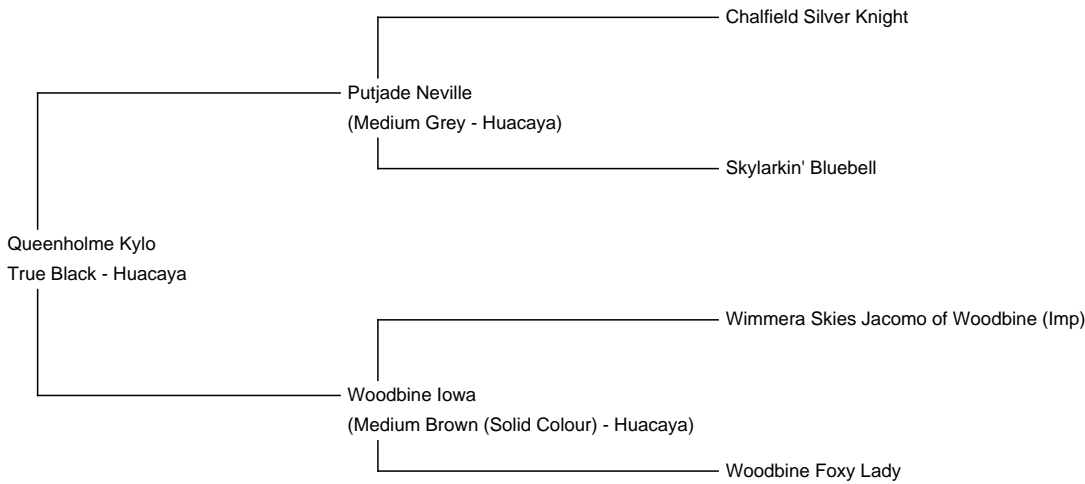 Chalfield Silver Knight
Putjade Neville
(Medium Grey - Huacaya)
Skylarkin' Bluebell
Queenholme Kylo
True Black - Huacaya
Wimmera Skies Jacomo of Woodbine (Imp)
Woodbine Iowa
(Medium Brown (Solid Colour) - Huacaya)
Woodbine Foxy Lady